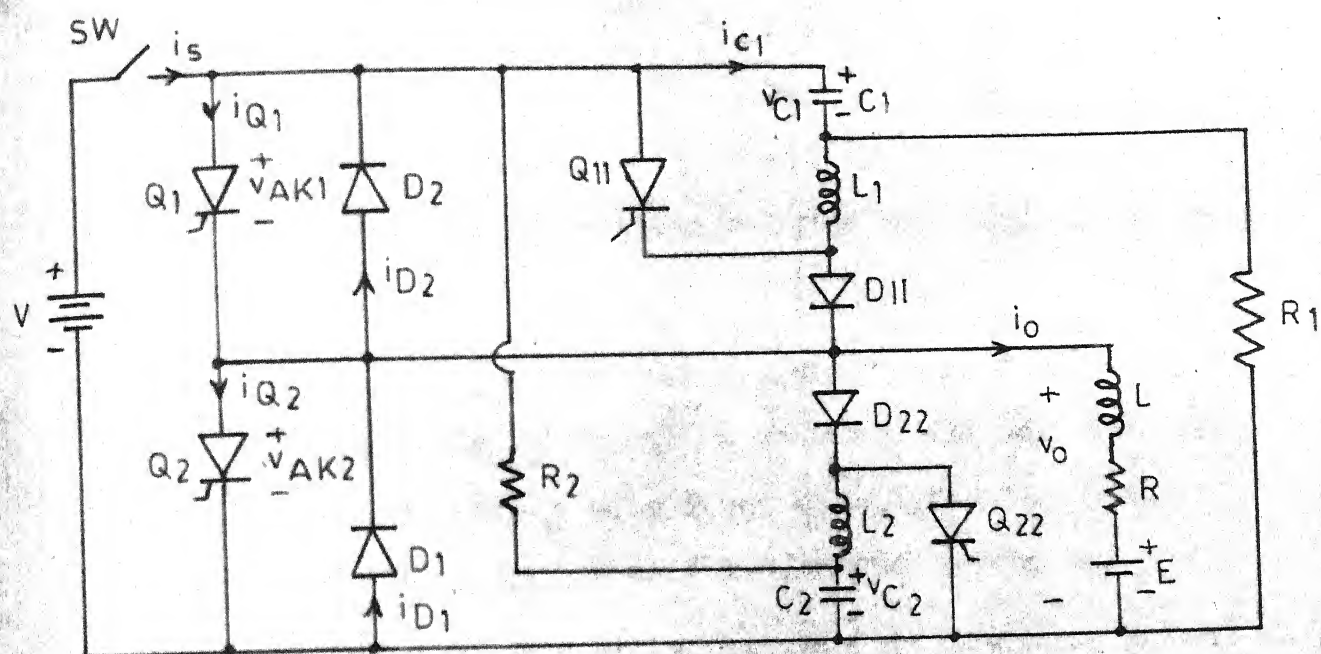 SW
is
iC1
iQ1
+
vC1
C1
-
Q1
+
vAK1
-
D2
Q11
L1
iD2
D11
R1
+
V
-
io
iQ2
D22
L
+
vo
-
Q2
+
vAK2
-
R2
L2
Q22
R
D1
iD1
C2
+
vC2
-
+
E
-